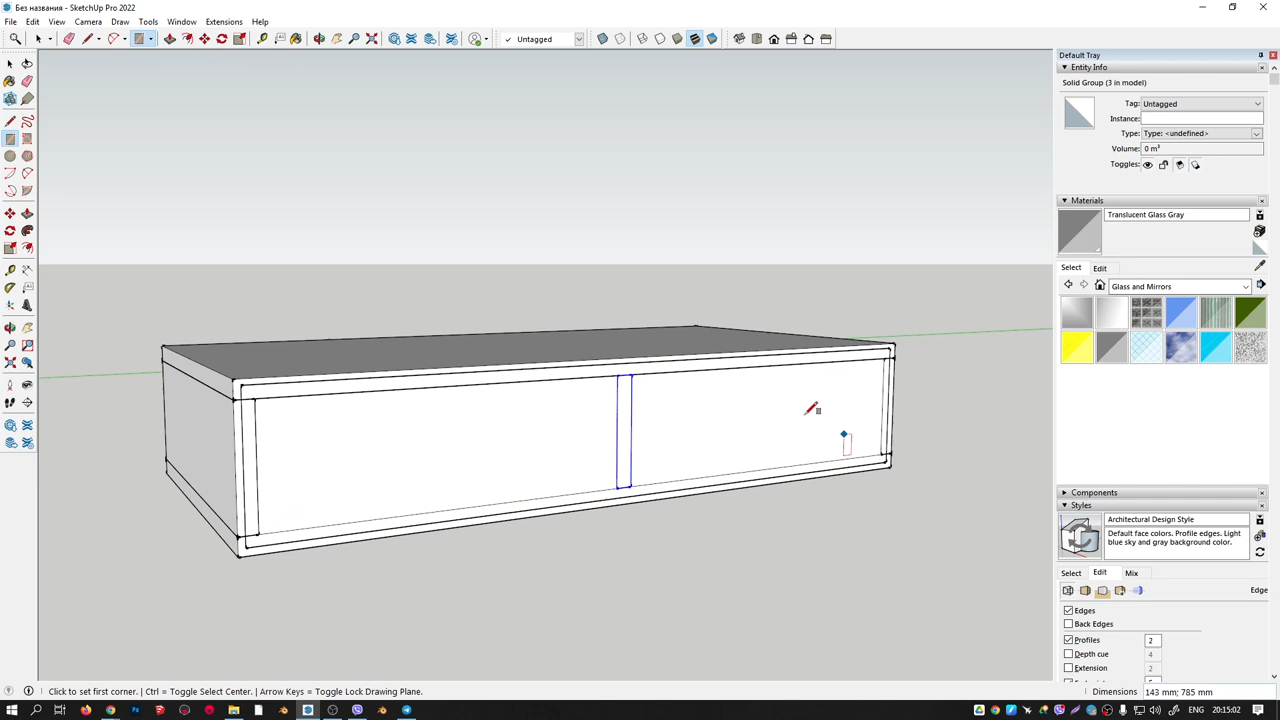 Без названия - SketchUp Pro 2022
File Edit View Camera Draw Tools Window Extensions Help
Untagged
Default Tray
Entity Info
Solid Group (3 in model)
Tag: Untagged
Instance:
Type: Type: <undefined>
Volume: 0 m³
Toggles:
Materials
Translucent Glass Gray
Select Edit
Glass and Mirrors
Components
Styles
Architectural Design Style
Default face colors. Profile edges. Light
blue sky and gray background color.
Select Edit Mix
Edge
Edges
Back Edges
Profiles 2
Depth cue 4
Extension 2
Click to set first corner. | Ctrl = Toggle Select Center. | Arrow Keys = Toggle Lock Drawing Plane.
Dimensions 143 mm; 785 mm
ENG 20:15:02